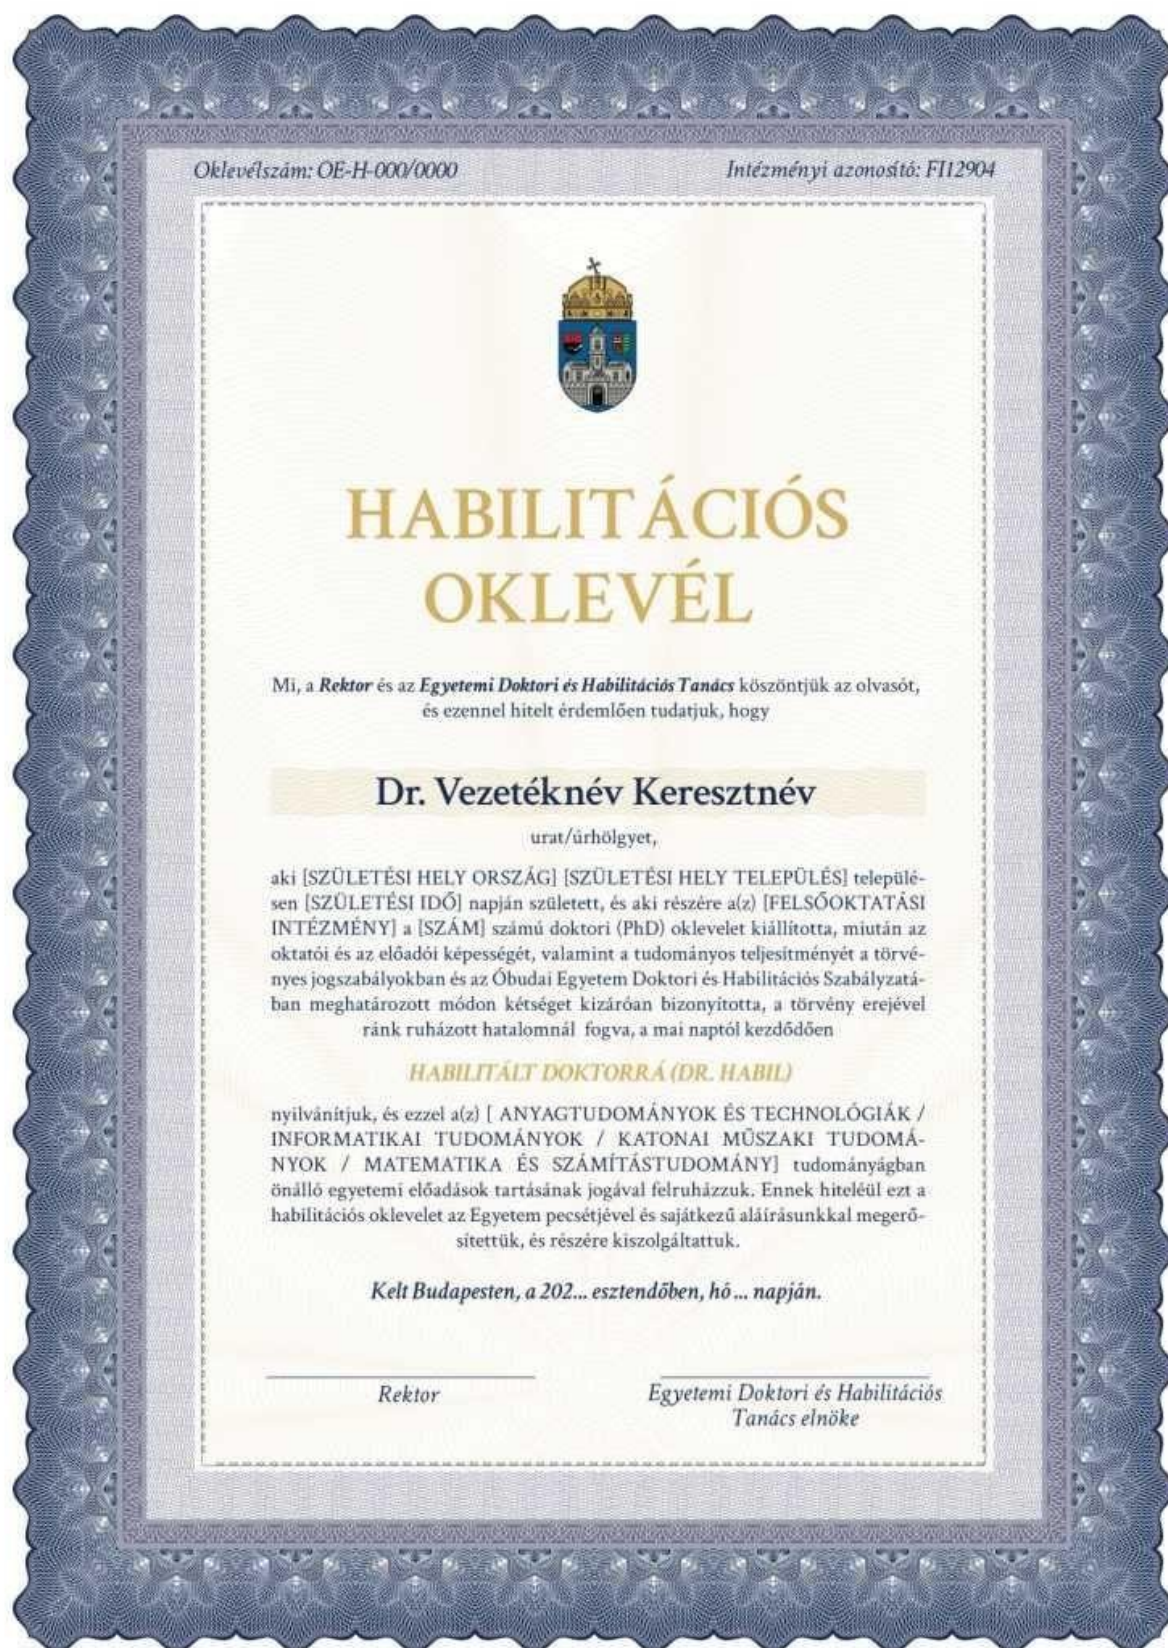 Oklevélszám: OE-H-000/0000
Intézményi azonosító: FI12904
HABILITÁCIÓS
OKLEVÉL
Mi, a Rektor és az Egyetemi Doktori és Habilitációs Tanács köszöntjük az olvasót,
és ezennel hitelt érdemlően tudatjuk, hogy
Dr. Vezetéknév Keresztnév
urat/úrhölgyet,
aki [SZÜLETÉSI HELY ORSZÁG] [SZÜLETÉSI HELY TELEPÜLÉS] települé-
sen [SZÜLETÉSI IDŐ] napján született, és aki részére a(z) [FELSŐOKTATÁSI
INTÉZMÉNY] a [SZÁM] számú doktori (PhD) oklevelet kiállította, miután az
oktatói és az előadói képességét, valamint a tudományos teljesítményét a törvé-
nyes jogszabályokban és az Óbudai Egyetem Doktori és Habilitációs Szabályzatá-
ban meghatározott módon kétséget kizáróan bizonyította, a törvény erejével
ránk ruházott hatalomnál fogva, a mai naptól kezdődően
HABILITÁLT DOKTORRÁ (DR. HABIL)
nyilvánítjuk, és ezzel a(z) [ ANYAGTUDOMÁNYOK ÉS TECHNOLÓGIÁK /
INFORMATIKAI TUDOMÁNYOK / KATONAI MŰSZAKI TUDOMÁ-
NYOK / MATEMATIKA ÉS SZÁMÍTÁSTUDOMÁNY] tudományágban
önálló egyetemi előadások tartásának jogával felruházzuk. Ennek hiteléül ezt a
habilitációs oklevelet az Egyetem pecsétjével és sajátkezű aláírásunkkal megerő-
sítettük, és részére kiszolgáltattuk.
Kelt Budapesten, a 202... esztendőben, hó ... napján.
Rektor
Egyetemi Doktori és Habilitációs
Tanács elnöke